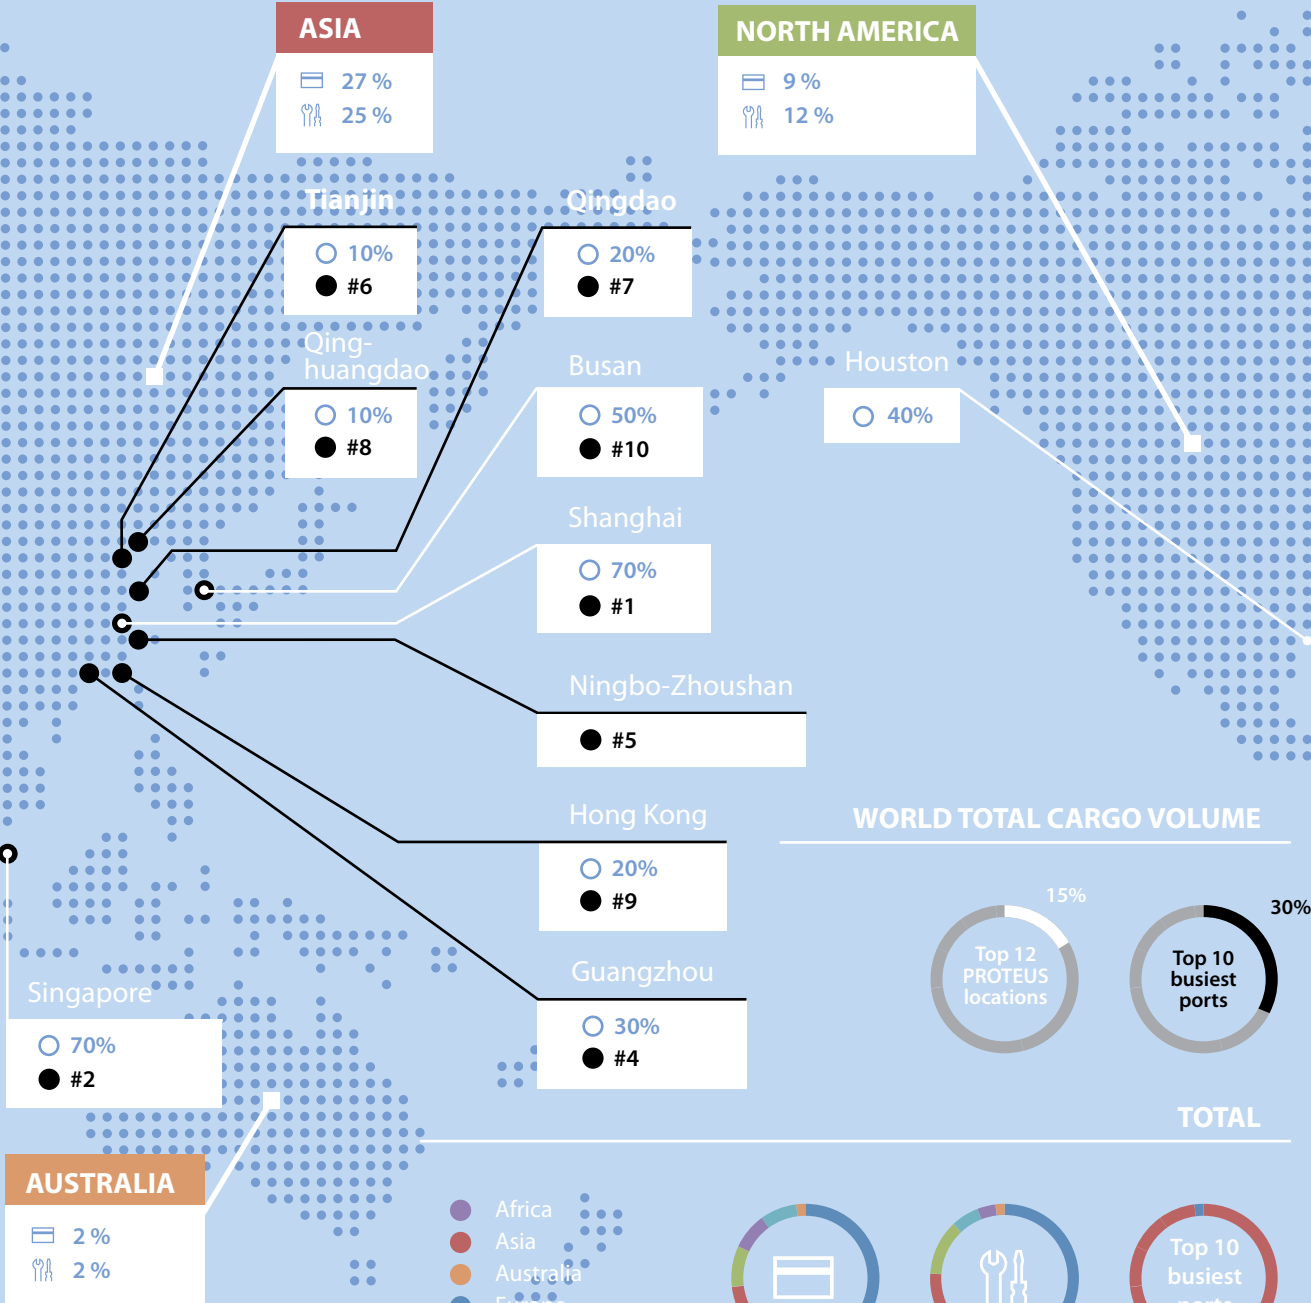 ASIA
27 %
25 %
NORTH AMERICA
9 %
12 %
Tianjin
10%
#6
Qingdao
20%
#7
Qing-
huangdao
10%
#8
Busan
50%
#10
Houston
40%
Shanghai
70%
#1
Ningbo-Zhoushan
#5
Hong Kong
20%
#9
Guangzhou
30%
#4
Singapore
70%
#2
WORLD TOTAL CARGO VOLUME
15%
Top 12
PROTEUS
locations
30%
Top 10
busiest
ports
TOTAL
AUSTRALIA
2 %
2 %
Africa
Asia
Australia
Europe
Top 10
busiest
ports